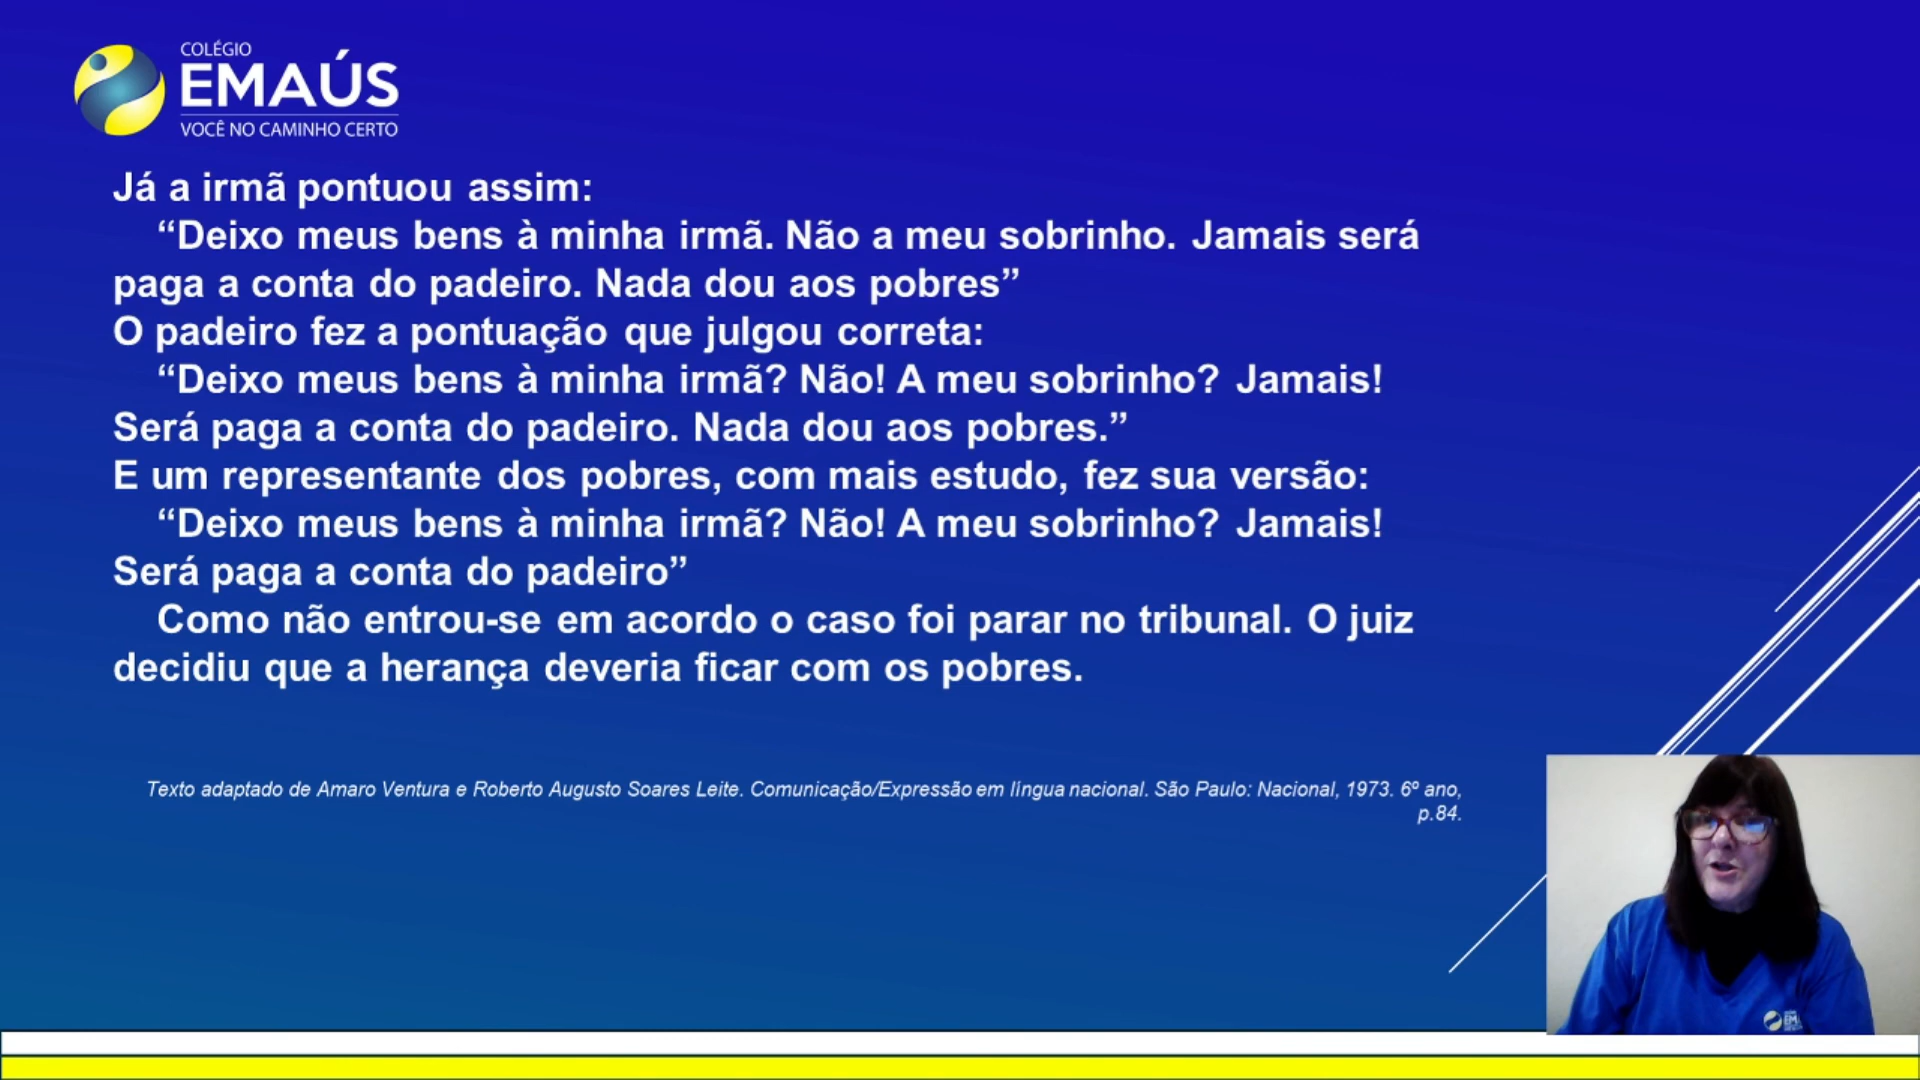 COLÉGIO
EMAÚS
VOCÊ NO CAMINHO CERTO
Já a irmã pontuou assim:
“Deixo meus bens à minha irmã. Não a meu sobrinho. Jamais será
paga a conta do padeiro. Nada dou aos pobres”
O padeiro fez a pontuação que julgou correta:
“Deixo meus bens à minha irmã? Não! A meu sobrinho? Jamais!
Será paga a conta do padeiro. Nada dou aos pobres.”
E um representante dos pobres, com mais estudo, fez sua versão:
“Deixo meus bens à minha irmã? Não! A meu sobrinho? Jamais!
Será paga a conta do padeiro”
Como não entrou-se em acordo o caso foi parar no tribunal. O juiz
decidiu que a herança deveria ficar com os pobres.
Texto adaptado de Amaro Ventura e Roberto Augusto Soares Leite. Comunicação/Expressão em língua nacional. São Paulo: Nacional, 1973. 6º ano,
p.84.